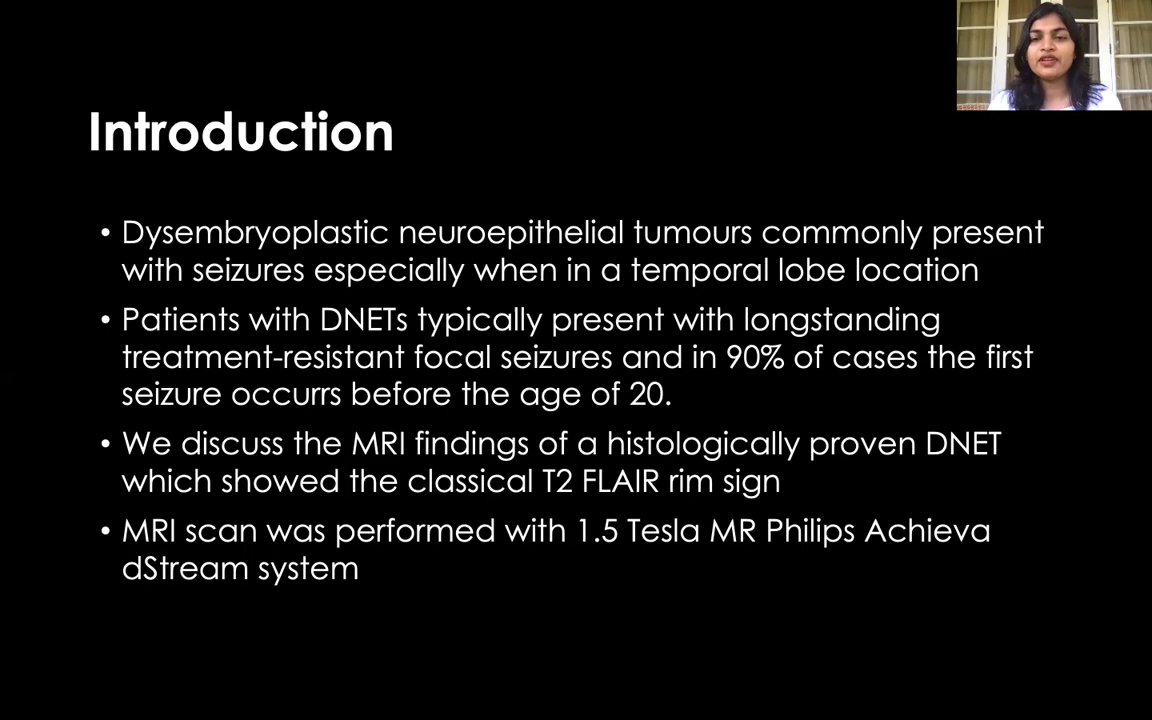 Introduction
• Dysembryoplastic neuroepithelial tumours commonly present
with seizures especially when in a temporal lobe location
• Patients with DNETs typically present with longstanding
treatment-resistant focal seizures and in 90% of cases the first
seizure occurrs before the age of 20.
• We discuss the MRI findings of a histologically proven DNET
which showed the classical T2 FLAIR rim sign
• MRI scan was performed with 1.5 Tesla MR Philips Achieva
dStream system